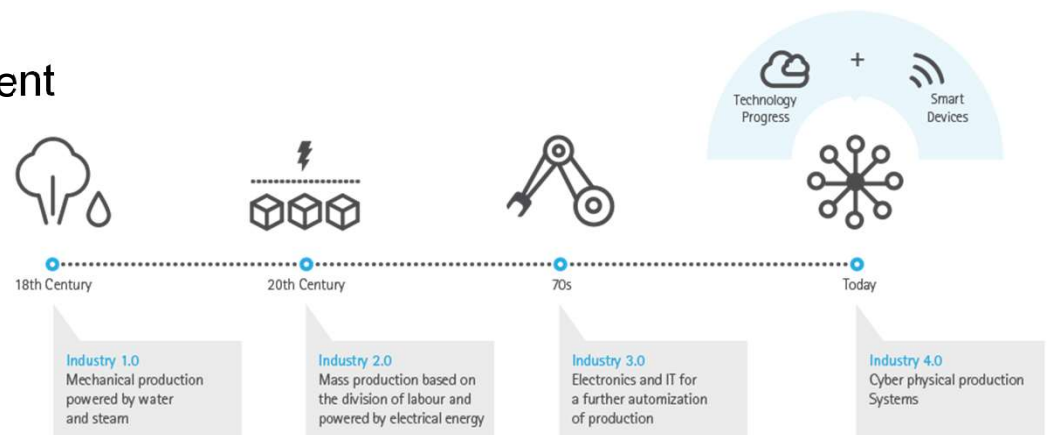 ent
Technology
Progress
+
Smart
Devices
18th Century
20th Century
70s
Today
Industry 1.0
Mechanical production
powered by water
and steam
Industry 2.0
Mass production based on
the division of labour and
powered by electrical energy
Industry 3.0
Electronics and IT for
a further automization
of production
Industry 4.0
Cyber physical production
Systems